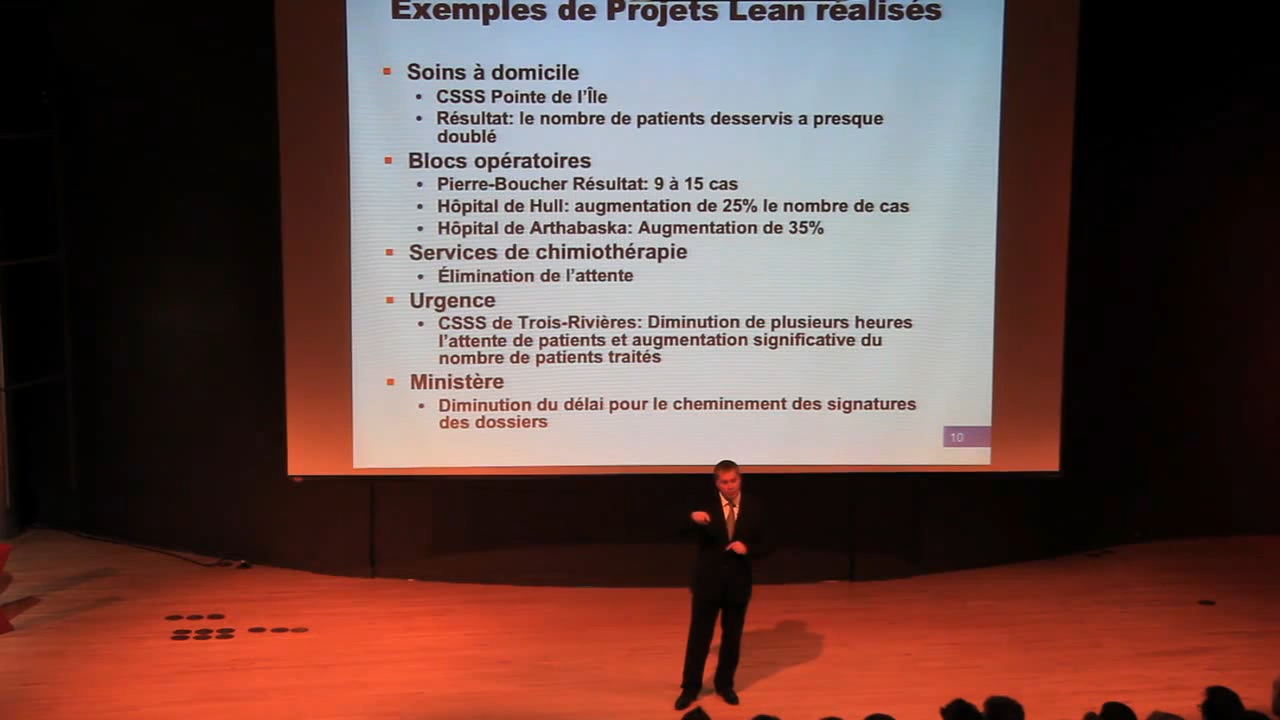 Exemples de Projets Lean réalisés
Soins à domicile
CSSS Pointe de l'Île
Résultat: le nombre de patients desservis a presque
doublé
Blocs opératoires
Pierre-Boucher Résultat: 9 à 15 cas
Hôpital de Hull: augmentation de 25% le nombre de cas
Hôpital de Arthabaska: Augmentation de 35%
Services de chimiothérapie
Élimination de l'attente
Urgence
CSSS de Trois-Rivières: Diminution de plusieurs heures
l'attente de patients et augmentation significative du
nombre de patients traités
Ministère
Diminution du délai pour le cheminement des signatures
des dossiers
10